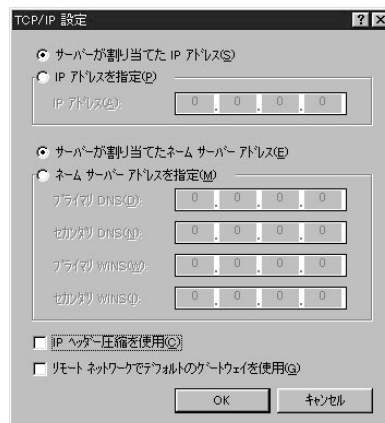 TCP/IP 設定
サーバーが割り当てた IP アドレス(S)
IP アドレスを指定(P)
IP アドレス(A): 0 . 0 . 0 . 0
サーバーが割り当てたネーム サーバー アドレス(E)
ネーム サーバー アドレスを指定(M)
プライマリ DNS(D): 0 . 0 . 0 . 0
セカンダリ DNS(N): 0 . 0 . 0 . 0
プライマリ WINS(W): 0 . 0 . 0 . 0
セカンダリ WINS(I): 0 . 0 . 0 . 0
IP ヘッダー圧縮を使用(C)
リモート ネットワークでデフォルトのゲートウェイを使用(G)
OK キャンセル